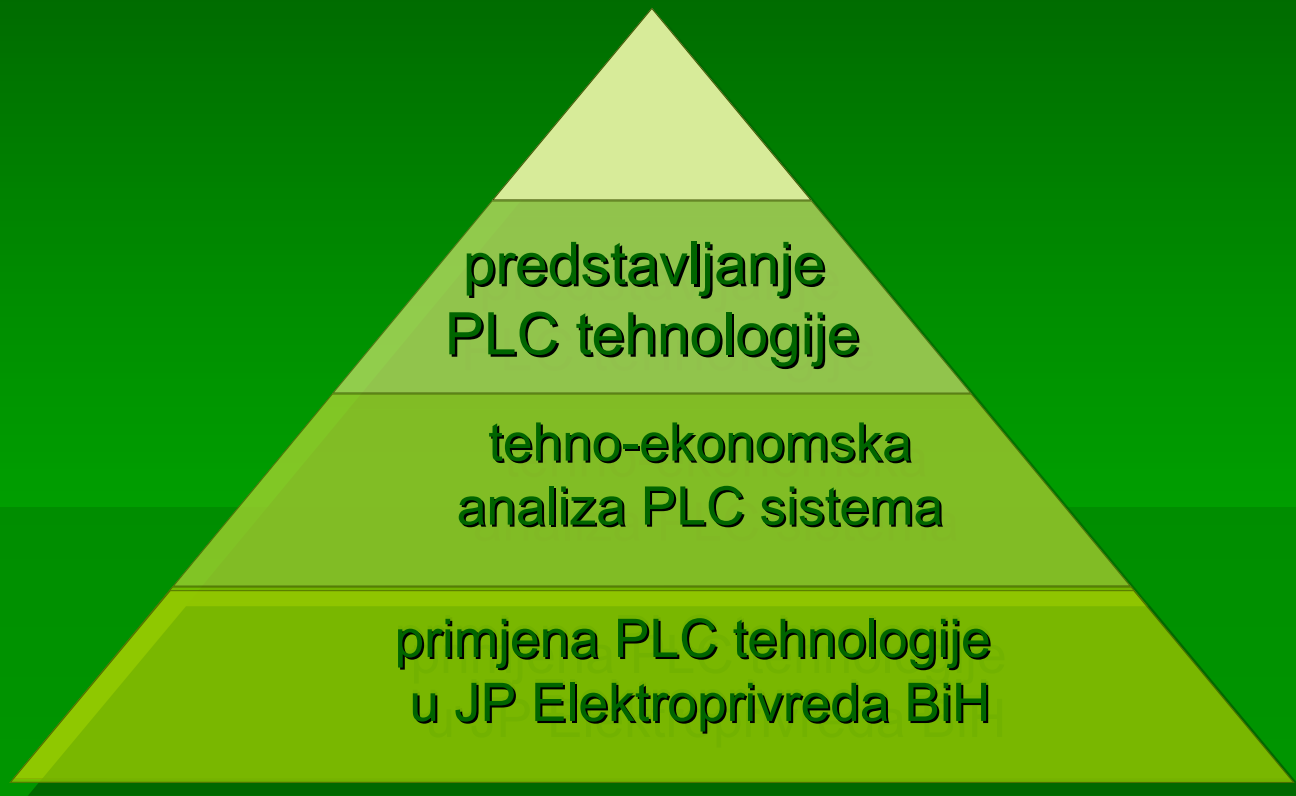 predstavljanje
PLC tehnologije
tehno-ekonomska
analiza PLC sistema
primjena PLC tehnologije
u JP Elektroprivreda BiH